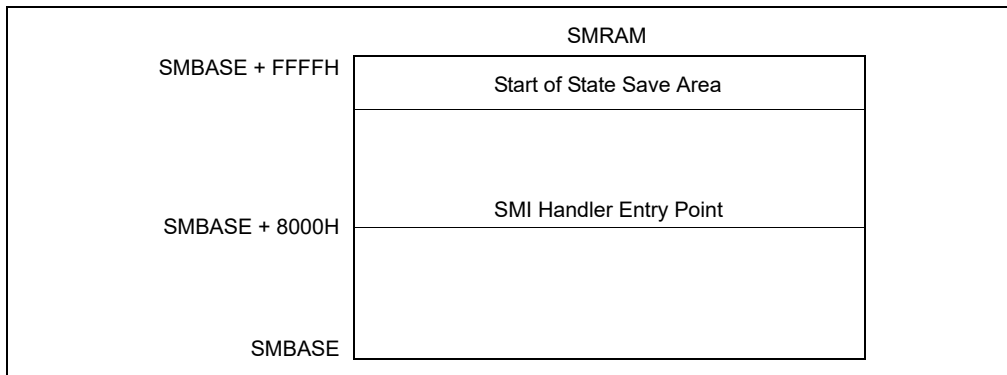 SMRAM
SMBASE + FFFFH
Start of State Save Area
SMI Handler Entry Point
SMBASE + 8000H
SMBASE